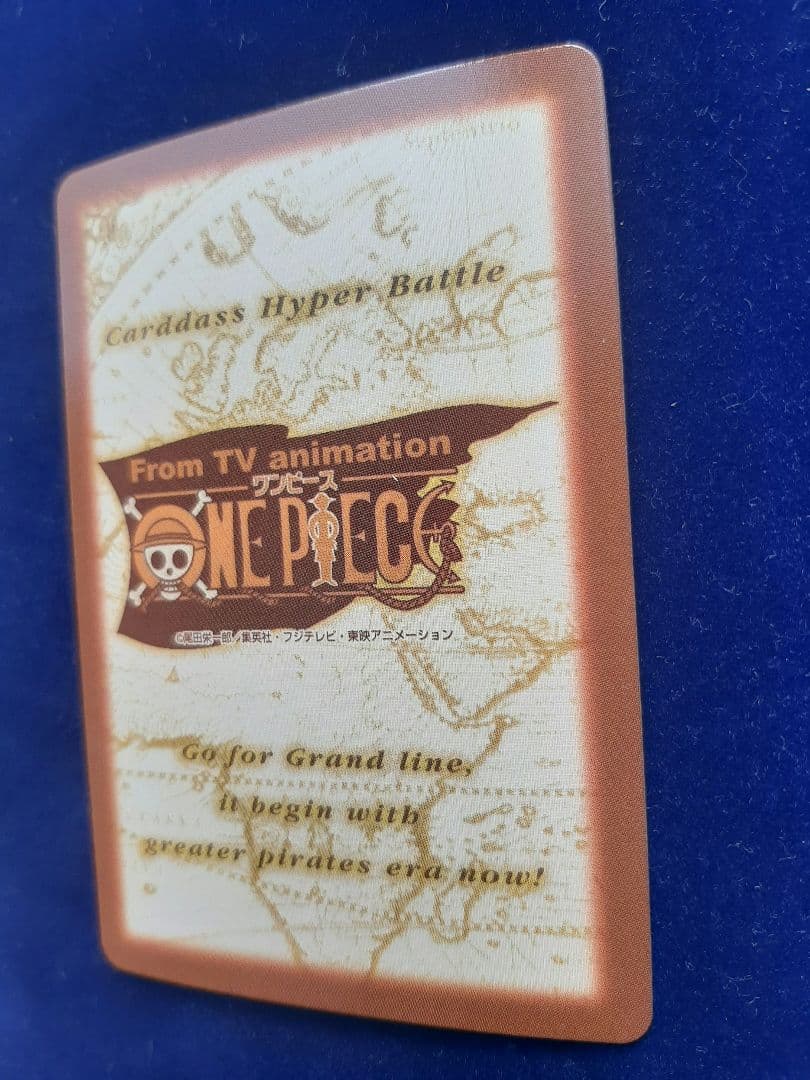 Carddass Hyper Battle
From TV animation
ワンピース
ONE PIECE
©尾田栄一郎/集英社・フジテレビ・東映アニメーション
Go for Grand line,
it begin with
greater pirates era now!